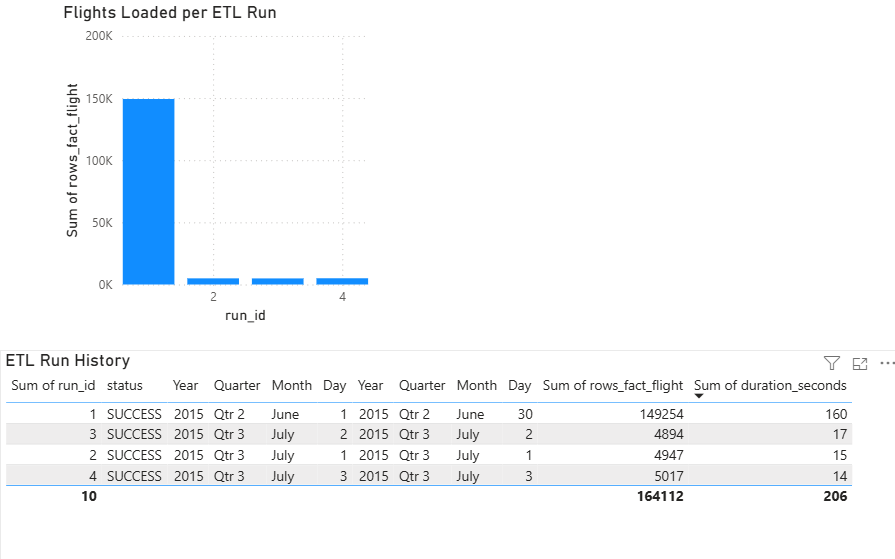 Flights Loaded per ETL Run
200K
150K
100K
50K
0K
Sum of rows_fact_flight
2 4
run_id
ETL Run History
Sum of run_id status Year Quarter Month Day Year Quarter Month Day Sum of rows_fact_flight Sum of duration_seconds
1 SUCCESS 2015 Qtr 2 June 1 2015 Qtr 2 June 30 149254 160
3 SUCCESS 2015 Qtr 3 July 2 2015 Qtr 3 July 2 4894 17
2 SUCCESS 2015 Qtr 3 July 1 2015 Qtr 3 July 1 4947 15
4 SUCCESS 2015 Qtr 3 July 3 2015 Qtr 3 July 3 5017 14
10 164112 206